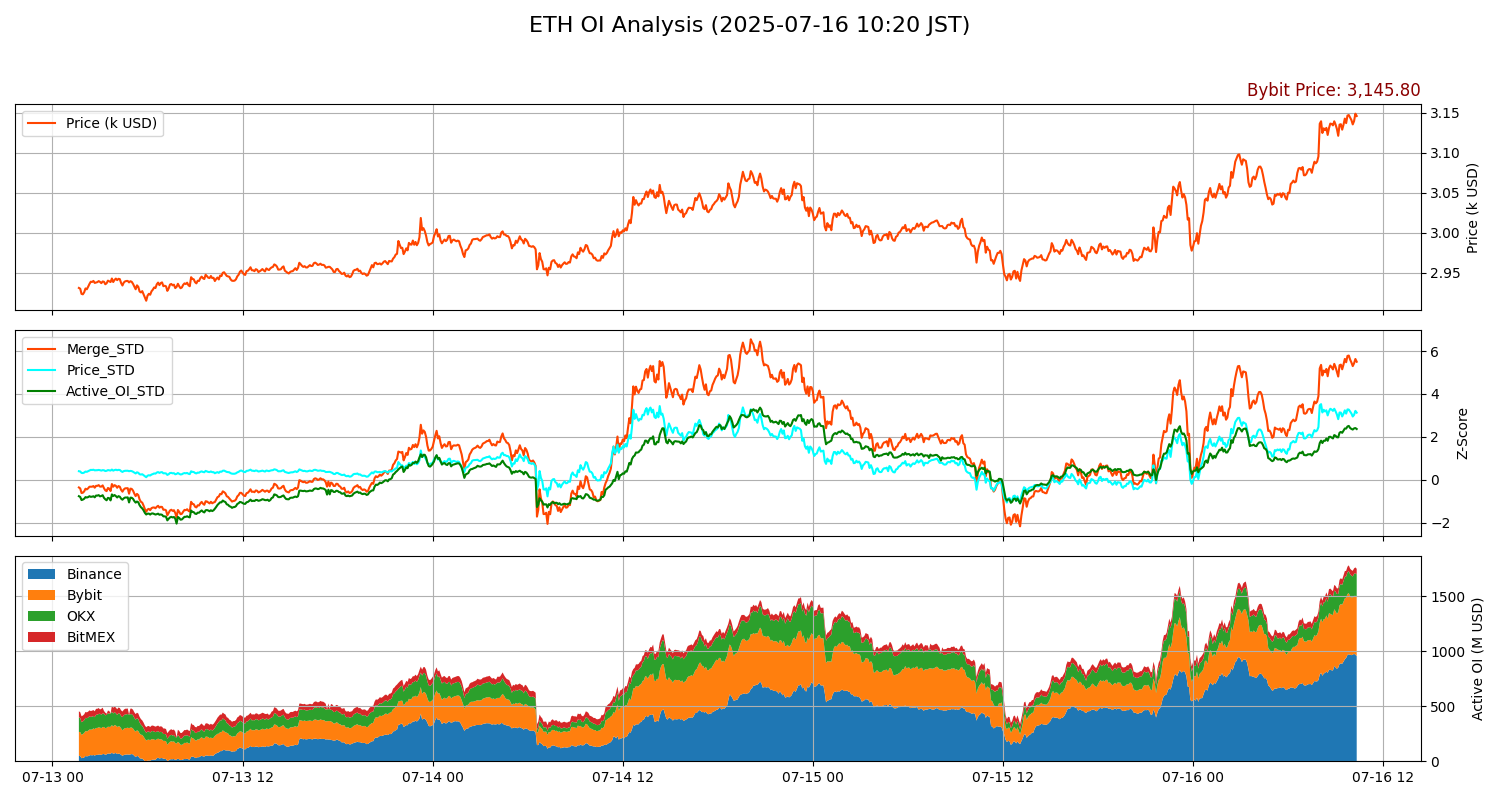 ETH OI Analysis (2025-07-16 10:20 JST)
Bybit Price: 3,145.80
Price (k USD)
3.15
3.10
3.05
3.00
2.95
Price (k USD)
Merge_STD
Price_STD
Active_OI_STD
6
4
2
0
−2
Z-Score
Binance
Bybit
OKX
BitMEX
1500
1000
500
0
Active OI (M USD)
07-13 00
07-13 12
07-14 00
07-14 12
07-15 00
07-15 12
07-16 00
07-16 12